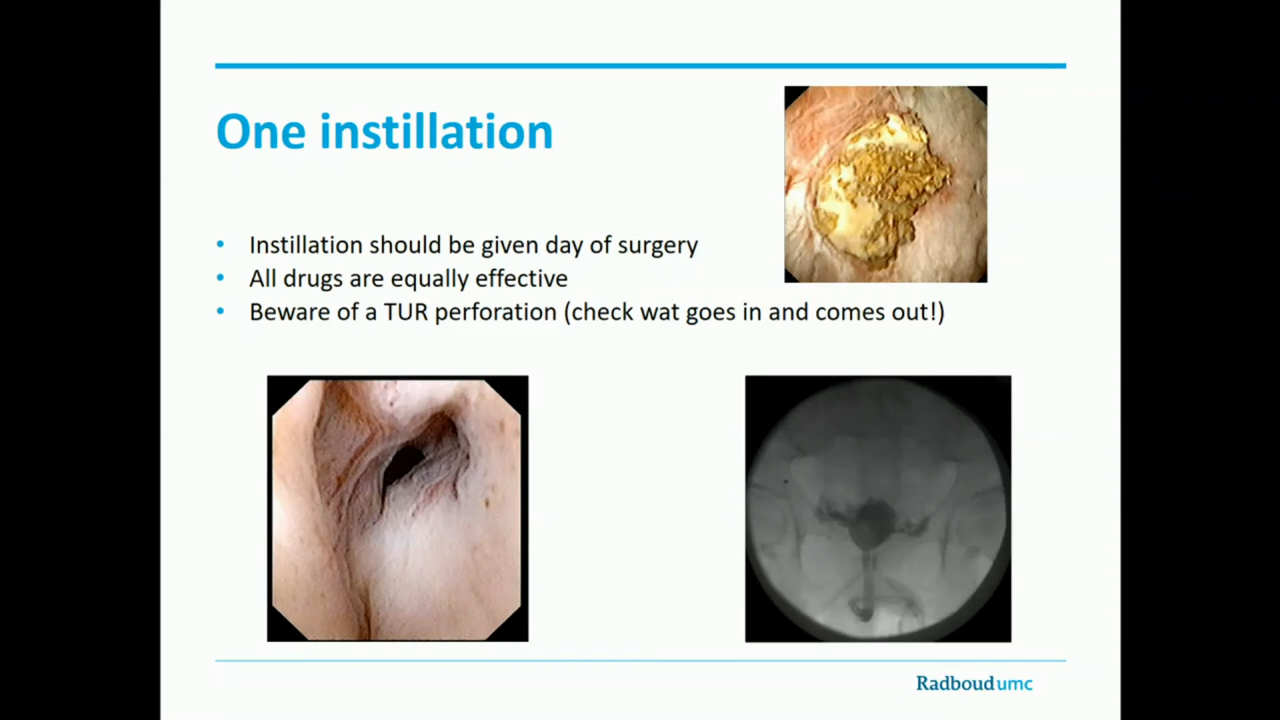 One instillation
• Instillation should be given day of surgery
• All drugs are equally effective
• Beware of a TUR perforation (check wat goes in and comes out!)
Radboudumc